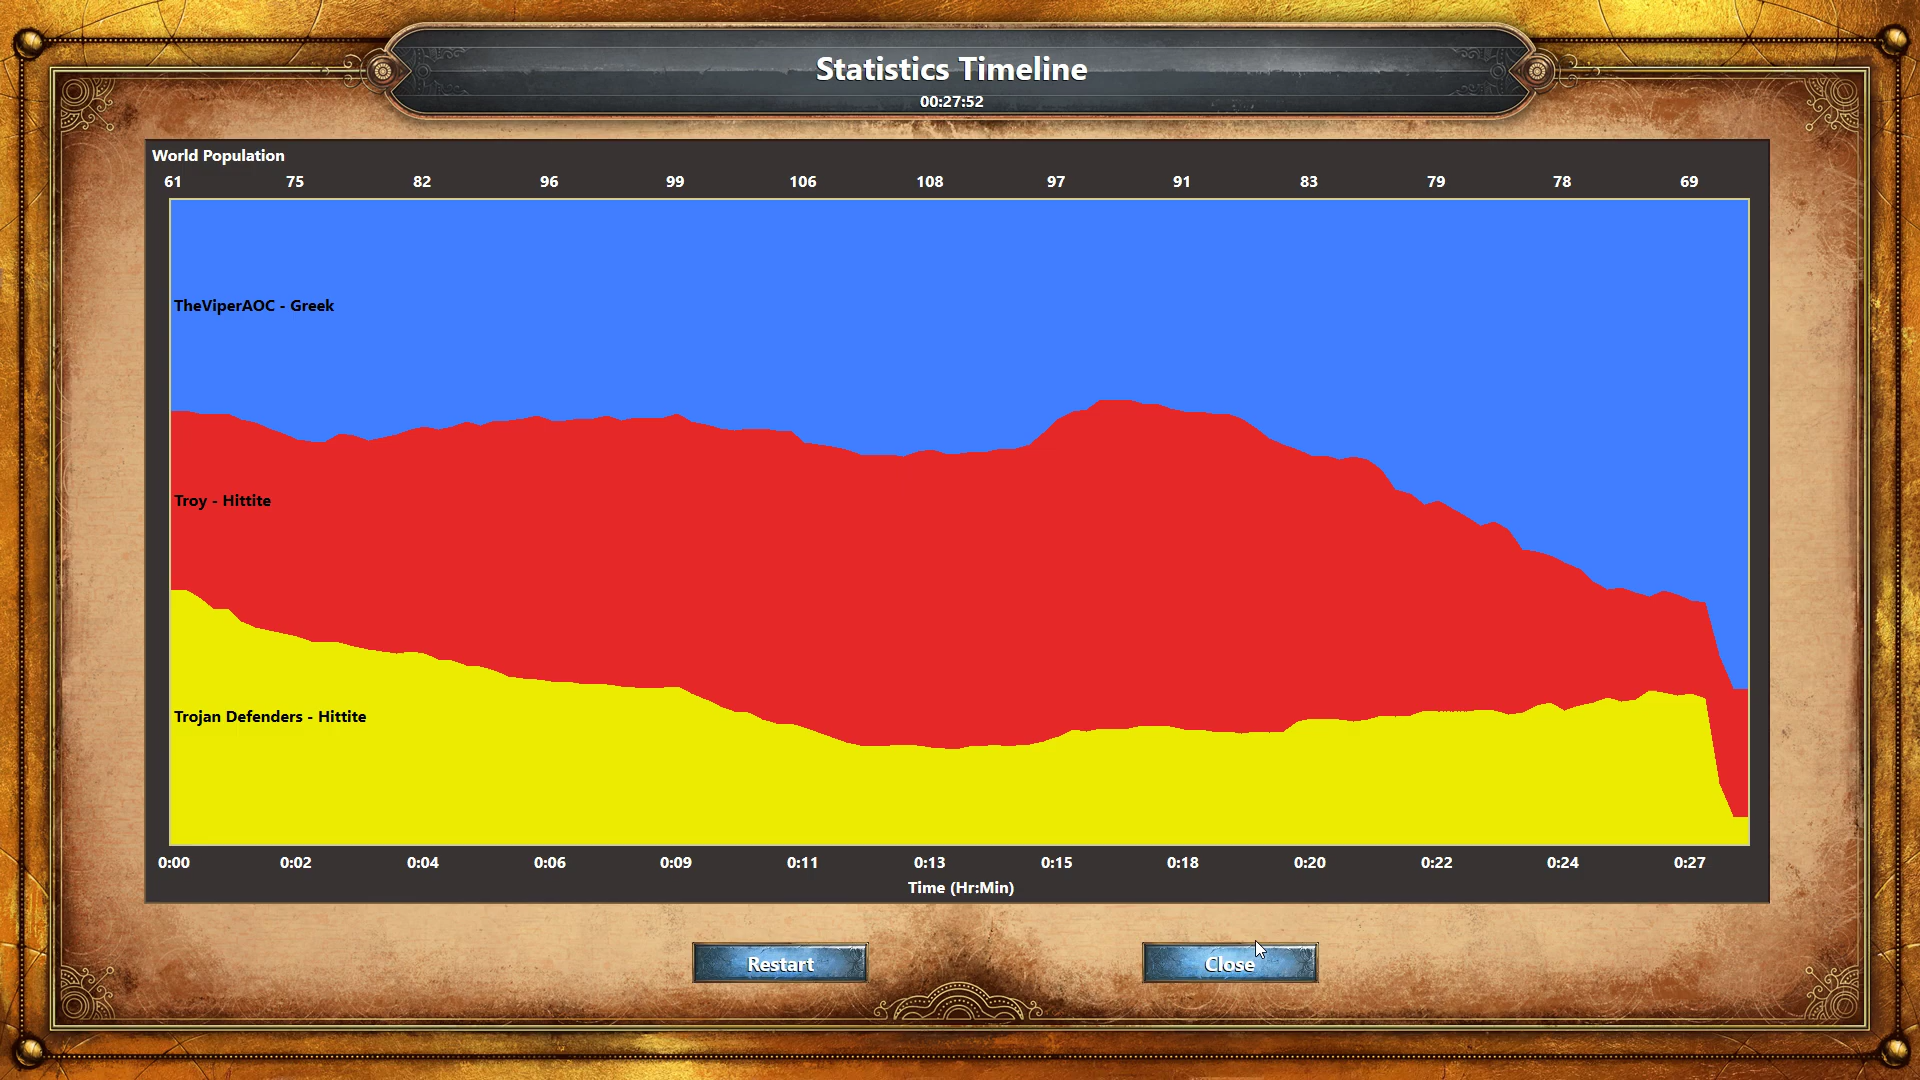 Statistics Timeline
00:27:52
World Population
61 75 82 96 99 106 108 97 91 83 79 78 69
TheViperAOC - Greek
Troy - Hittite
Trojan Defenders - Hittite
0:00 0:02 0:04 0:06 0:09 0:11 0:13 0:15 0:18 0:20 0:22 0:24 0:27
Time (Hr:Min)
Restart Close